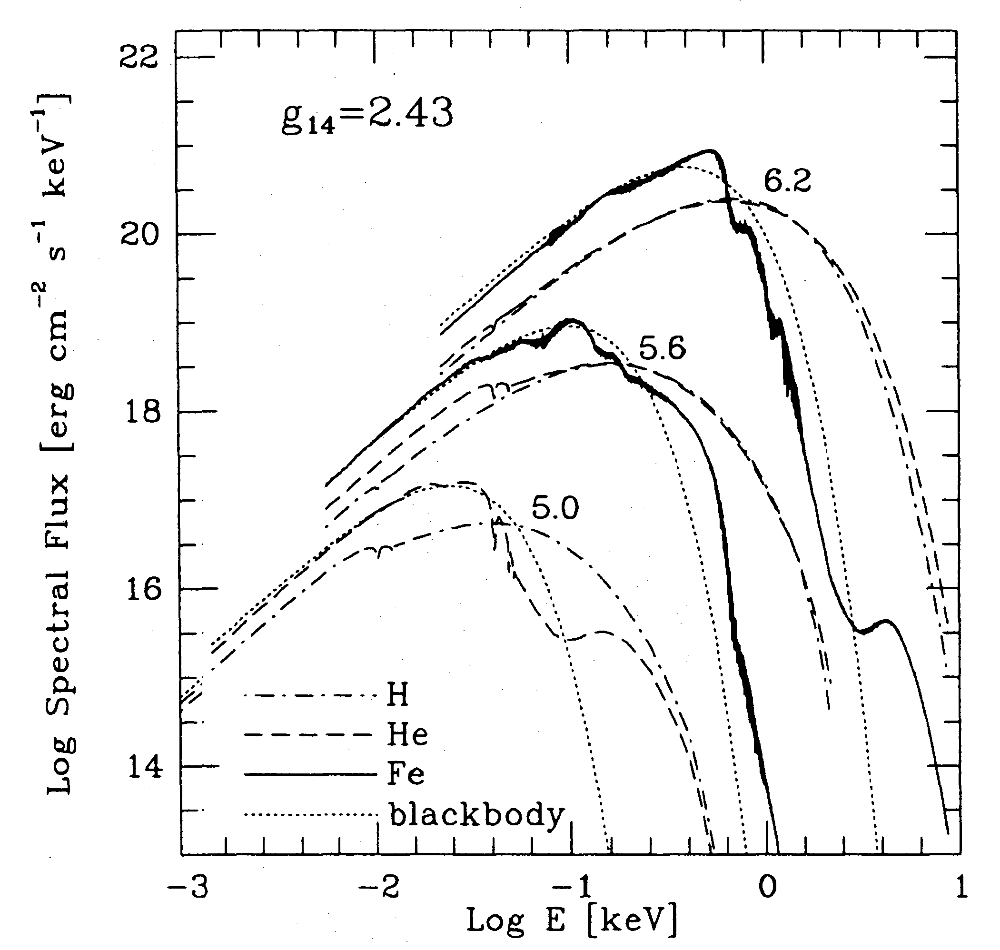 Log Spectral Flux [erg cm⁻² s⁻¹ keV⁻¹]
22
20
18
16
14
g₁₄=2.43
6.2
5.6
5.0
H
He
Fe
blackbody
-3 -2 -1 0 1
Log E [keV]